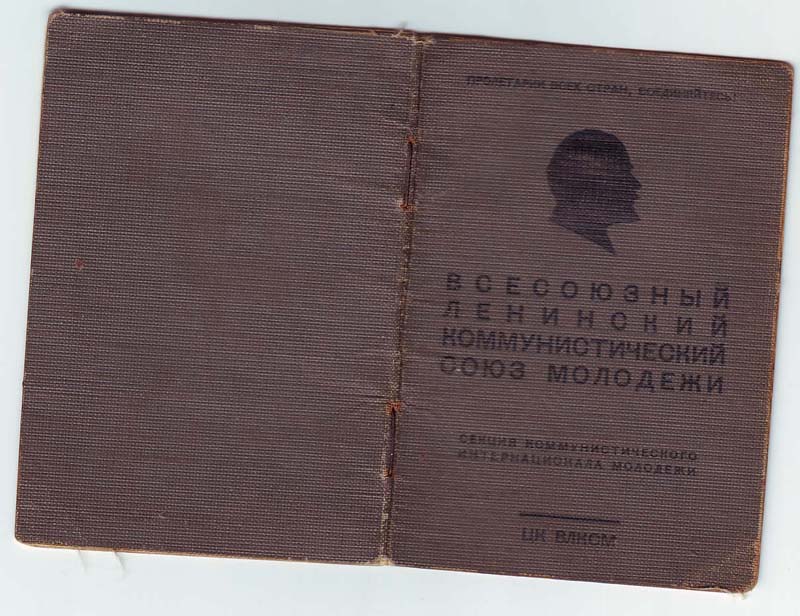 ПРОЛЕТАРИИ ВСЕХ СТРАН, СОЕДИНЯЙТЕСЬ!
ВСЕСОЮЗНЫЙ
ЛЕНИНСКИЙ
КОММУНИСТИЧЕСКИЙ
СОЮЗ МОЛОДЕЖИ
СЕКЦИЯ КОММУНИСТИЧЕСКОГО
ИНТЕРНАЦИОНАЛА МОЛОДЕЖИ
ЦК ВЛКСМ